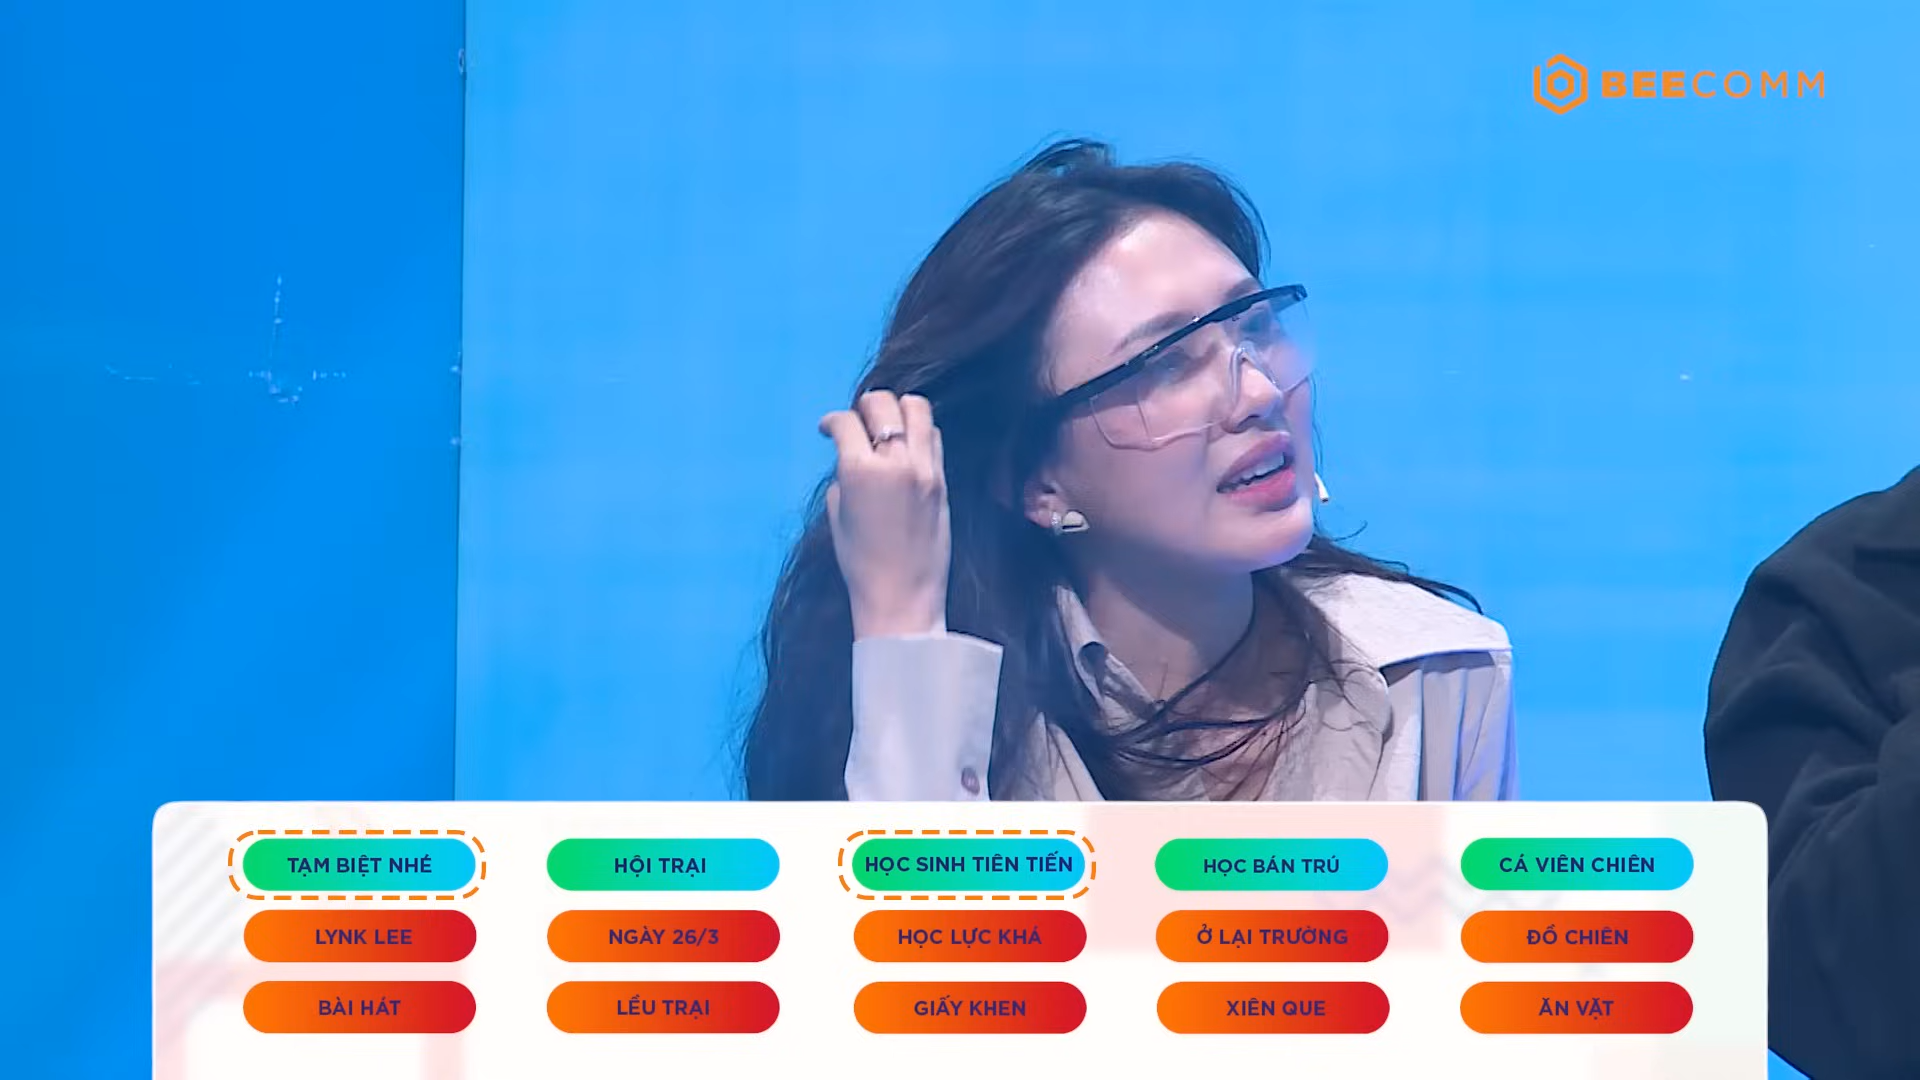 BEECOMM
TẠM BIỆT NHÉ
HỘI TRẠI
HỌC SINH TIÊN TIẾN
HỌC BÁN TRÚ
CÁ VIÊN CHIÊN
LYNK LEE
NGÀY 26/3
HỌC LỰC KHÁ
Ở LẠI TRƯỜNG
ĐỒ CHIÊN
BÀI HÁT
LỀU TRẠI
GIẤY KHEN
XIÊN QUE
ĂN VẶT